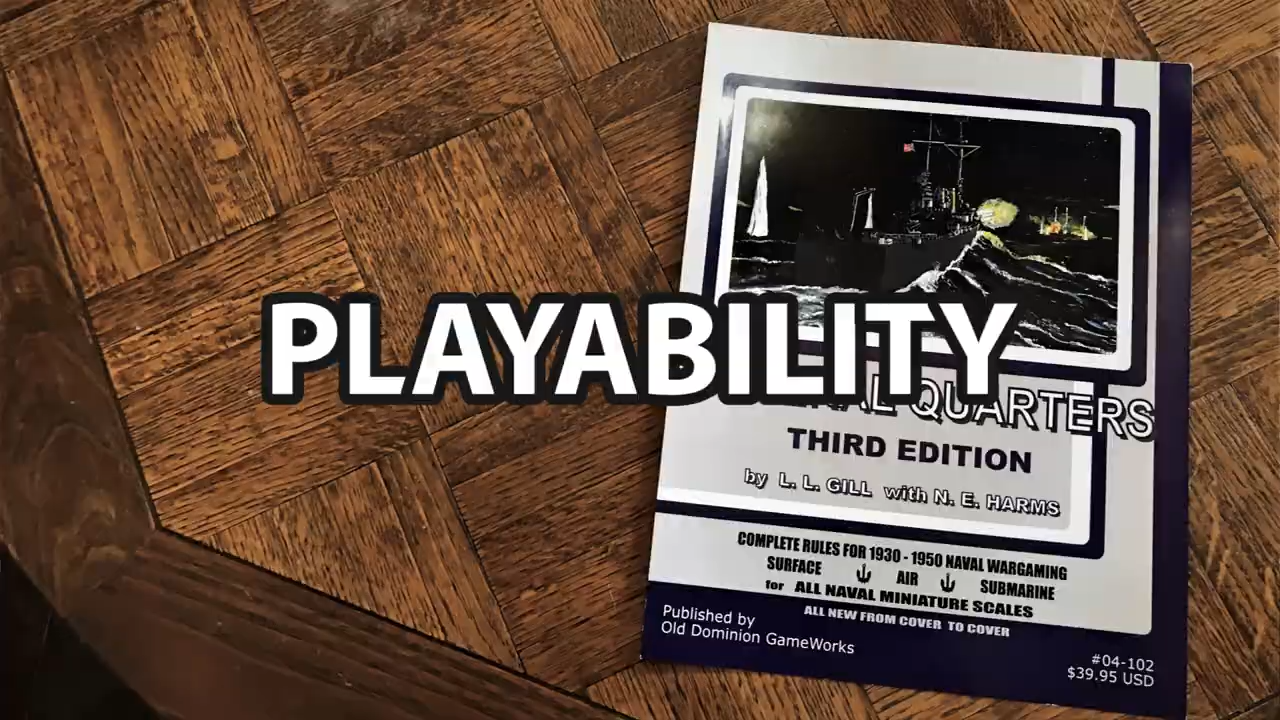 PLAYABILITY
QUARTERS
THIRD EDITION
by L. L. GILL with N. E. HARMS
COMPLETE RULES FOR 1930 - 1950 NAVAL WARGAMING
SURFACE AIR SUBMARINE
for ALL NAVAL MINIATURE SCALES
ALL NEW FROM COVER TO COVER
Published by
Old Dominion GameWorks
#04-102
$39.95 USD